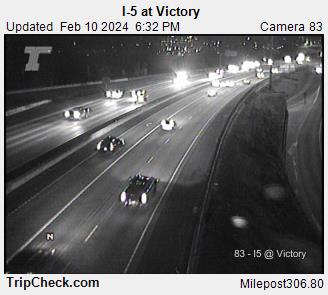 I-5 at Victory
Updated  Feb 10 2024  6:32 PM
Camera 83
T
N
83 - I5 @ Victory
TripCheck.com
Milepost306.80